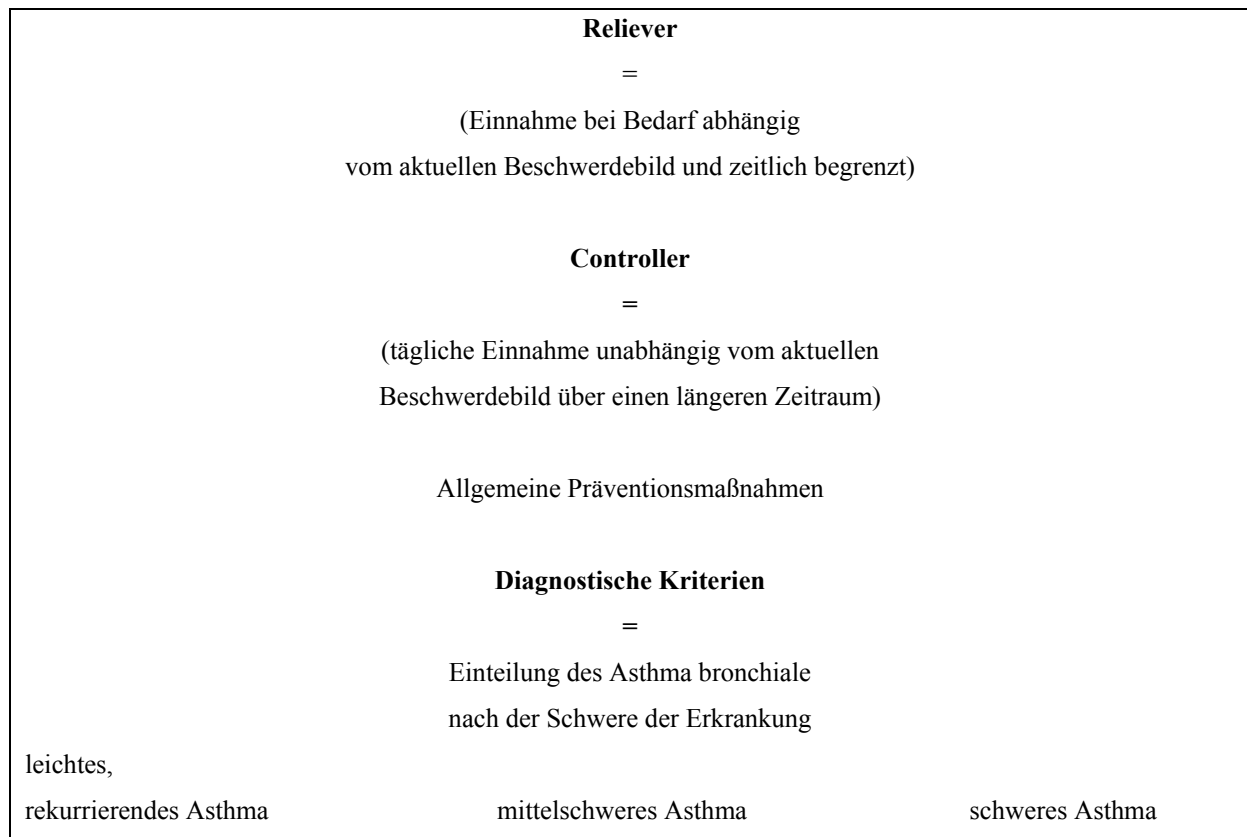 Reliever
=
(Einnahme bei Bedarf abhängig
vom aktuellen Beschwerdebild und zeitlich begrenzt)
Controller
=
(tägliche Einnahme unabhängig vom aktuellen
Beschwerdebild über einen längeren Zeitraum)
Allgemeine Präventionsmaßnahmen
Diagnostische Kriterien
=
Einteilung des Asthma bronchiale
nach der Schwere der Erkrankung
leichtes,
rekurrierendes Asthma mittelschweres Asthma schweres Asthma